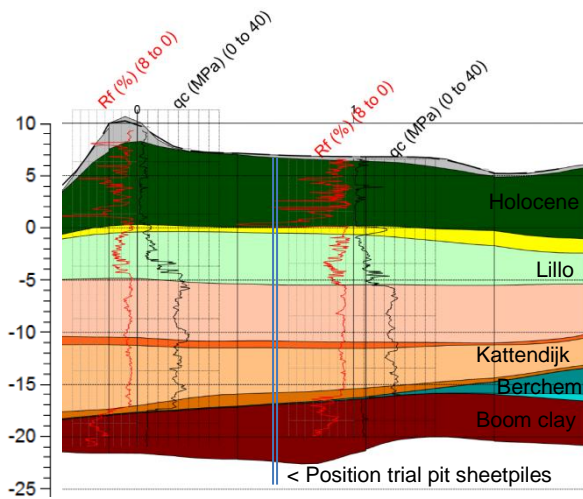 Rf (%) (8 to 0)
qc (MPa) (0 to 40)
Rf (%) (8 to 0)
qc (MPa) (0 to 40)
0
1
10
5
0
-5
-10
-15
-20
-25
Holocene
Lillo
Kattendijk
Berchem
Boom clay
< Position trial pit sheetpiles